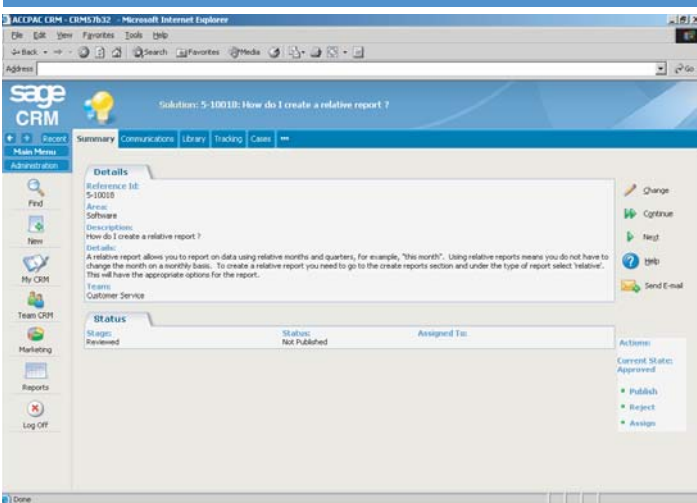 ACCPAC CRM - CRM57b32 - Microsoft Internet Explorer
File Edit View Favorites Tools Help
Back Search Favorites Media
Address Go
sage
CRM
Solution: 5-10018: How do I create a relative report ?
Recent
Summary Communications Library Tracking Cases
Main Menu
Administration
Find
New
My CRM
Team CRM
Marketing
Reports
Log Off
Details
Reference Id:
5-10018
Area:
Software
Description:
How do I create a relative report ?
Details:
A relative report allows you to report on data using relative months and quarters, for example, "this month". Using relative reports means you do not have to
change the month on a monthly basis. To create a relative report you need to go to the create reports section and under the type of report select 'relative'.
This will have the appropriate options for the report.
Team:
Customer Service
Status
Stage: Status: Assigned To:
Reviewed Not Published
Change
Continue
Next
Help
Send E-mail
Actions:
Current State:
Approved
Publish
Reject
Assign
Done